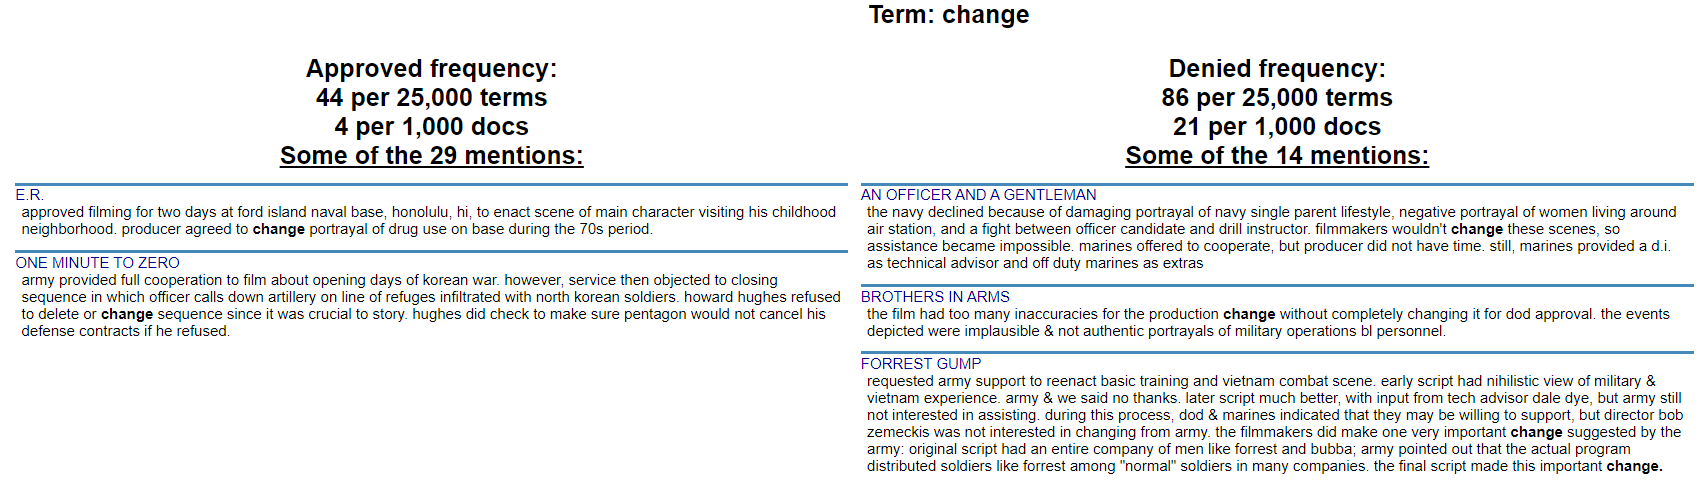 Term: change
Approved frequency:
44 per 25,000 terms
4 per 1,000 docs
Some of the 29 mentions:
E.R.
approved filming for two days at ford island naval base, honolulu, hi, to enact scene of main character visiting his childhood
neighborhood. producer agreed to change portrayal of drug use on base during the 70s period.
ONE MINUTE TO ZERO
army provided full cooperation to film about opening days of korean war. however, service then objected to closing
sequence in which officer calls down artillery on line of refuges infiltrated with north korean soldiers. howard hughes refused
to delete or change sequence since it was crucial to story. hughes did check to make sure pentagon would not cancel his
defense contracts if he refused.
Denied frequency:
86 per 25,000 terms
21 per 1,000 docs
Some of the 14 mentions:
AN OFFICER AND A GENTLEMAN
the navy declined because of damaging portrayal of navy single parent lifestyle, negative portrayal of women living around
air station, and a fight between officer candidate and drill instructor. filmmakers wouldn't change these scenes, so
assistance became impossible. marines offered to cooperate, but producer did not have time. still, marines provided a d.i.
as technical advisor and off duty marines as extras
BROTHERS IN ARMS
the film had too many inaccuracies for the production change without completely changing it for dod approval. the events
depicted were implausible & not authentic portrayals of military operations bl personnel.
FORREST GUMP
requested army support to reenact basic training and vietnam combat scene. early script had nihilistic view of military &
vietnam experience. army & we said no thanks. later script much better, with input from tech advisor dale dye, but army still
not interested in assisting. during this process, dod & marines indicated that they may be willing to support, but director bob
zemeckis was not interested in changing from army. the filmmakers did make one very important change suggested by the
army: original script had an entire company of men like forrest and bubba; army pointed out that the actual program
distributed soldiers like forrest among "normal" soldiers in many companies. the final script made this important change.